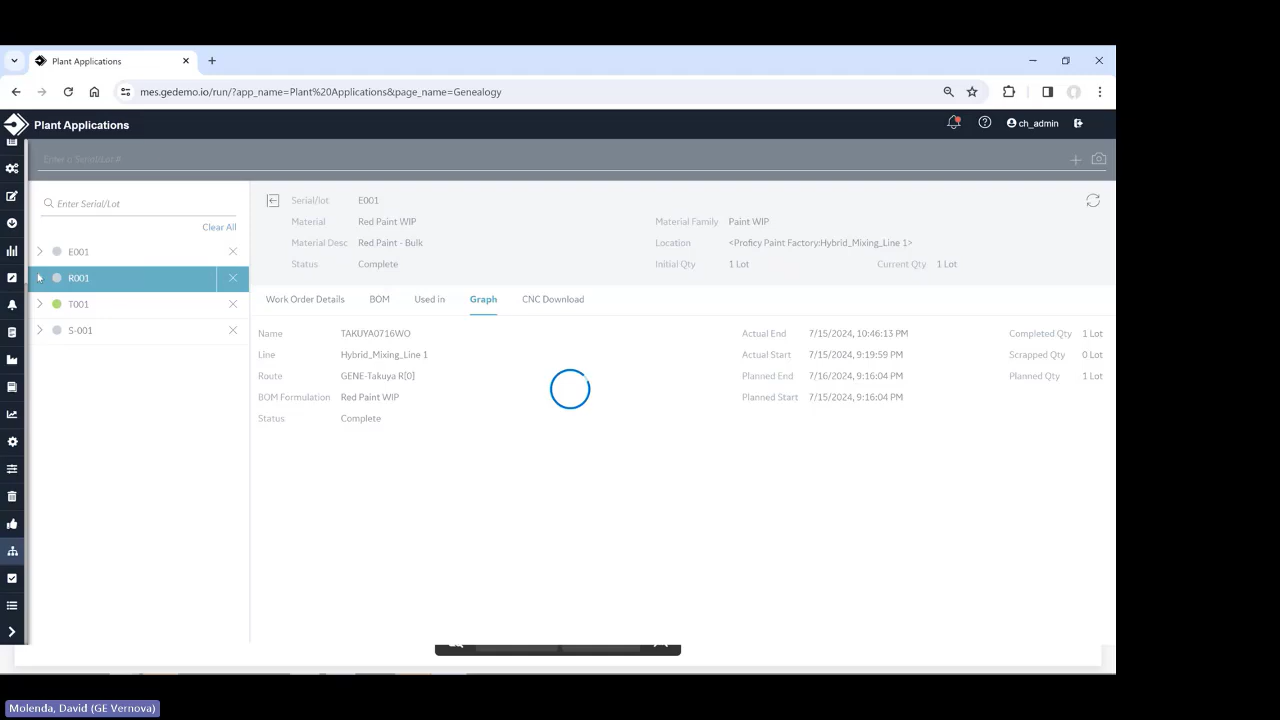 Plant Applications
mes.gedemo.io/run/?app_name=Plant%20Applications&page_name=Genealogy
Plant Applications
ch_admin
Enter a Serial/Lot #
Enter Serial/Lot
Clear All
E001
R001
T001
S-001
Serial/lot E001
Material Red Paint WIP Material Family Paint WIP
Material Desc Red Paint - Bulk Location <Proficy Paint Factory:Hybrid_Mixing_Line 1>
Status Complete Initial Qty 1 Lot Current Qty 1 Lot
Work Order Details BOM Used in Graph CNC Download
Name TAKUYA0716WO Actual End 7/15/2024, 10:46:13 PM Completed Qty 1 Lot
Line Hybrid_Mixing_Line 1 Actual Start 7/15/2024, 9:19:59 PM Scrapped Qty 0 Lot
Route GENE-Takuya R[0] Planned End 7/16/2024, 9:16:04 PM Planned Qty 1 Lot
BOM Formulation Red Paint WIP Planned Start 7/15/2024, 9:16:04 PM
Status Complete
Molenda, David (GE Vernova)